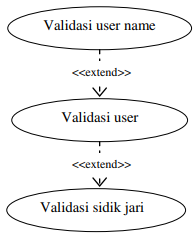 Validasi user name
<<extend>>
Validasi user
<<extend>>
Validasi sidik jari